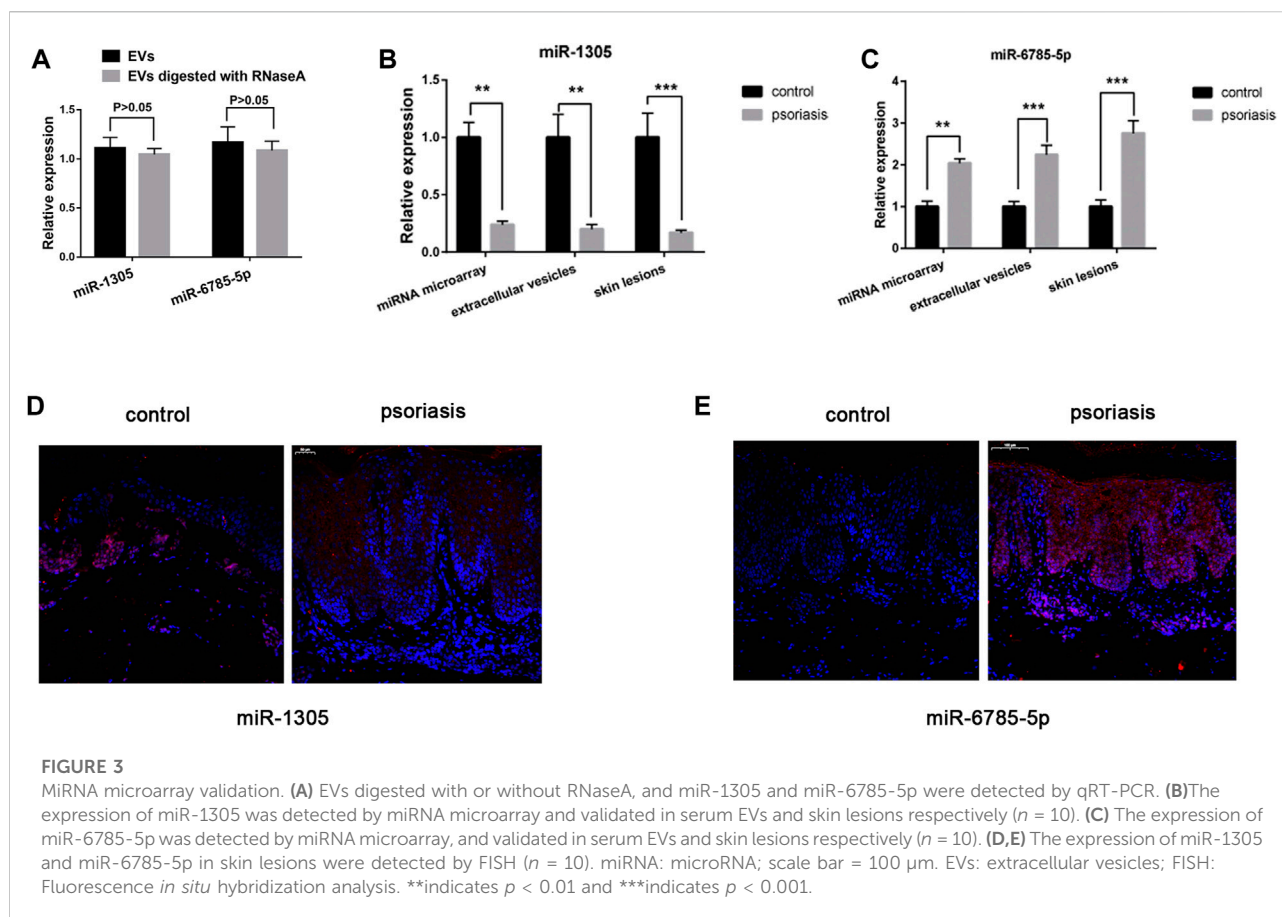 A
EVs
EVs digested with RNaseA
P>0.05
P>0.05
Relative expression
1.5
1.0
0.5
0.0
miR-1305
miR-6785-5p
B
miR-1305
Relative expression
1.5
1.0
0.5
0.0
**
**
***
control
psoriasis
miRNA microarray
extracellular vesicles
skin lesions
C
miR-6785-5p
Relative expression
4
3
2
1
0
**
***
***
control
psoriasis
miRNA microarray
extracellular vesicles
skin lesions
D
control
psoriasis
miR-1305
E
control
psoriasis
100 μm
miR-6785-5p
FIGURE 3
MiRNA microarray validation. (A) EVs digested with or without RNaseA, and miR-1305 and miR-6785-5p were detected by qRT-PCR. (B)The
expression of miR-1305 was detected by miRNA microarray and validated in serum EVs and skin lesions respectively (n = 10). (C) The expression of
miR-6785-5p was detected by miRNA microarray, and validated in serum EVs and skin lesions respectively (n = 10). (D,E) The expression of miR-1305
and miR-6785-5p in skin lesions were detected by FISH (n = 10). miRNA: microRNA; scale bar = 100 μm. EVs: extracellular vesicles; FISH:
Fluorescence in situ hybridization analysis. **indicates p < 0.01 and ***indicates p < 0.001.